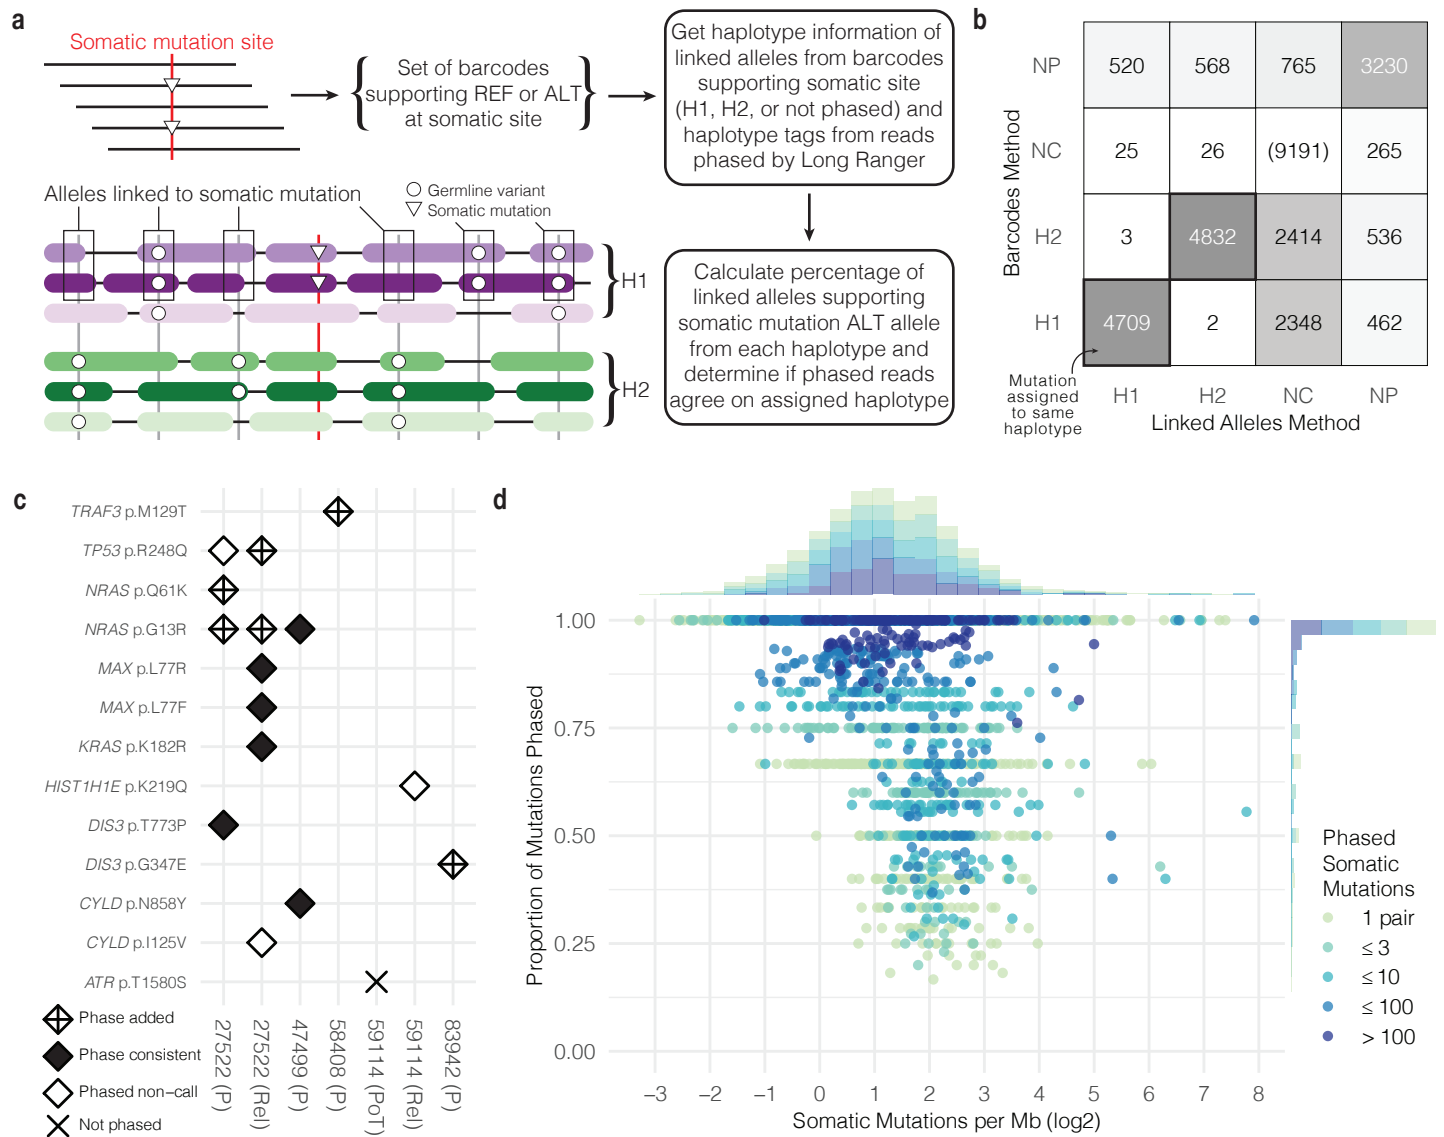 a
Somatic mutation site
Set of barcodes
supporting REF or ALT
at somatic site
Get haplotype information of
linked alleles from barcodes
supporting somatic site
(H1, H2, or not phased) and
haplotype tags from reads
phased by Long Ranger
Alleles linked to somatic mutation
Germline variant
Somatic mutation
H1
H2
Calculate percentage of
linked alleles supporting
somatic mutation ALT allele
from each haplotype and
determine if phased reads
agree on assigned haplotype
b
Barcodes Method
NP 520 568 765 3230
NC 25 26 (9191) 265
H2 3 4832 2414 536
H1 4709 2 2348 462
H1 H2 NC NP
Linked Alleles Method
Mutation
assigned
to same
haplotype
c
TRAF3 p.M129T
TP53 p.R248Q
NRAS p.Q61K
NRAS p.G13R
MAX p.L77R
MAX p.L77F
KRAS p.K182R
HIST1H1E p.K219Q
DIS3 p.T773P
DIS3 p.G347E
CYLD p.N858Y
CYLD p.I125V
ATR p.T1580S
Phase added
Phase consistent
Phased non−call
Not phased
27522 (P)
27522 (Rel)
47499 (P)
58408 (P)
59114 (PoT)
59114 (Rel)
83942 (P)
d
Proportion of Mutations Phased
1.00
0.75
0.50
0.25
0.00
−3 −2 −1 0 1 2 3 4 5 6 7 8
Somatic Mutations per Mb (log2)
Phased
Somatic
Mutations
1 pair
≤ 3
≤ 10
≤ 100
> 100